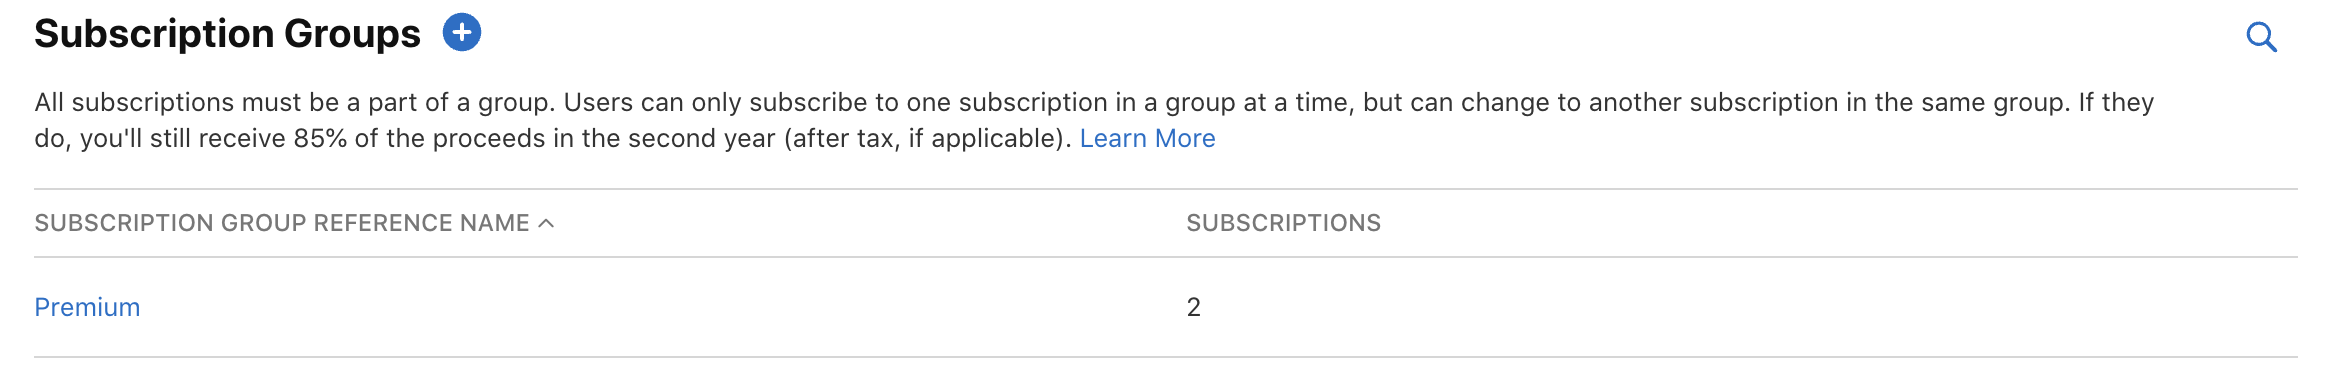 Subscription Groups
All subscriptions must be a part of a group. Users can only subscribe to one subscription in a group at a time, but can change to another subscription in the same group. If they
do, you'll still receive 85% of the proceeds in the second year (after tax, if applicable). Learn More
SUBSCRIPTION GROUP REFERENCE NAME SUBSCRIPTIONS
Premium 2